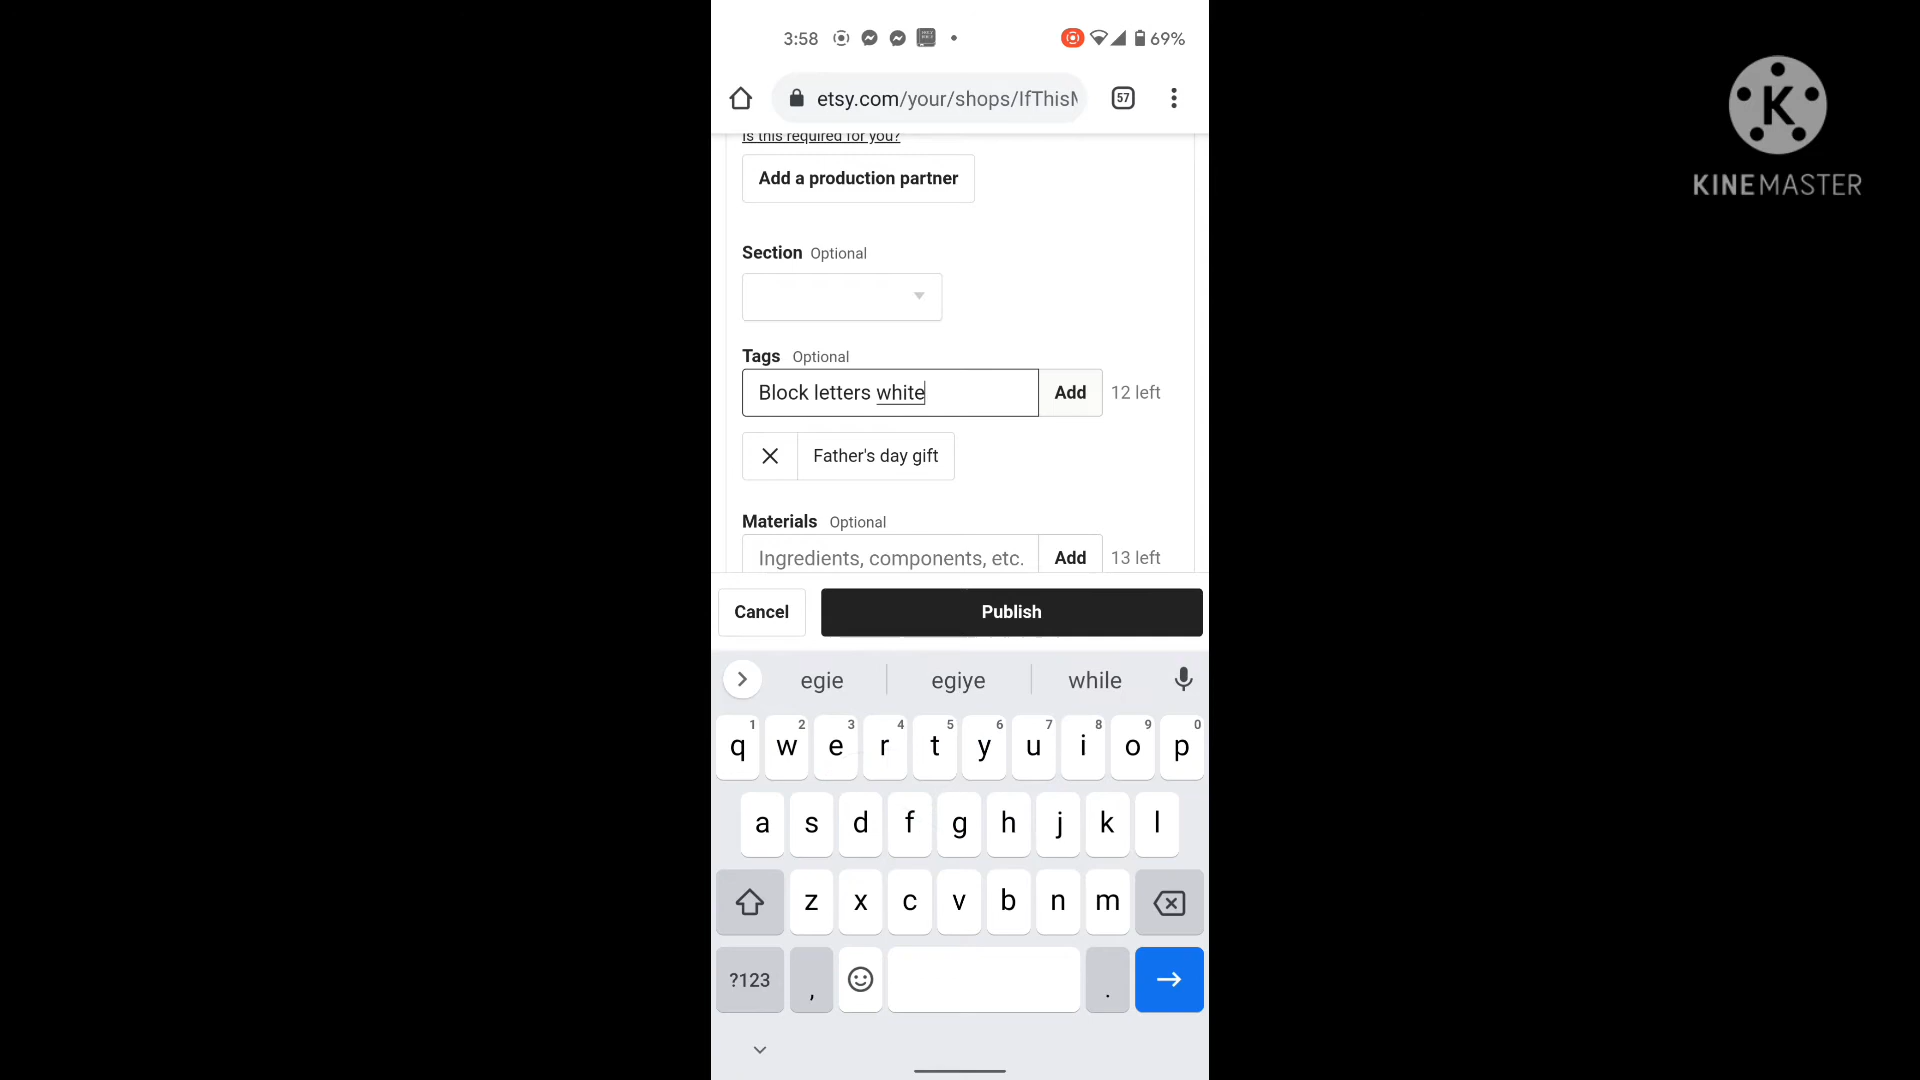 3:58
69%
etsy.com/your/shops/IfThisM
57
KINEMASTER
Is this required for you?
Add a production partner
Section Optional
Tags Optional
Block letters white
Add
12 left
Father's day gift
Materials Optional
Ingredients, components, etc.
Add
13 left
Cancel
Publish
egie egiye while
1 2 3 4 5 6 7 8 9 0
q w e r t y u i o p
a s d f g h j k l
z x c v b n m
?123 , .